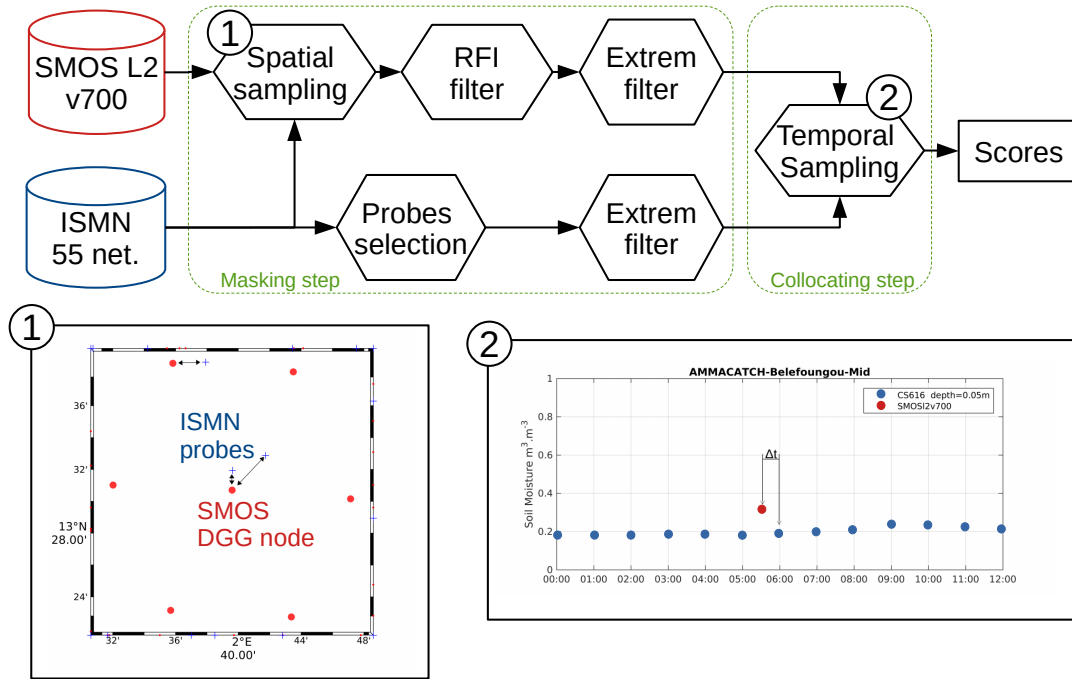 1
SMOS L2
v700
Spatial
sampling
RFI
filter
Extrem
filter
2
Temporal
Sampling
Scores
ISMN
55 net.
Probes
selection
Extrem
filter
Masking step
Collocating step
1
ISMN
probes
SMOS
DGG node
36'
32'
13°N
28.00'
24'
32'
36'
2°E
40.00'
44'
48'
2
AMMACATCH-Belefoungou-Mid
CS616 depth=0.05m
SMOSl2v700
Δt
Soil Moisture m³.m⁻³
1
0.8
0.6
0.4
0.2
0
00:00 01:00 02:00 03:00 04:00 05:00 06:00 07:00 08:00 09:00 10:00 11:00 12:00